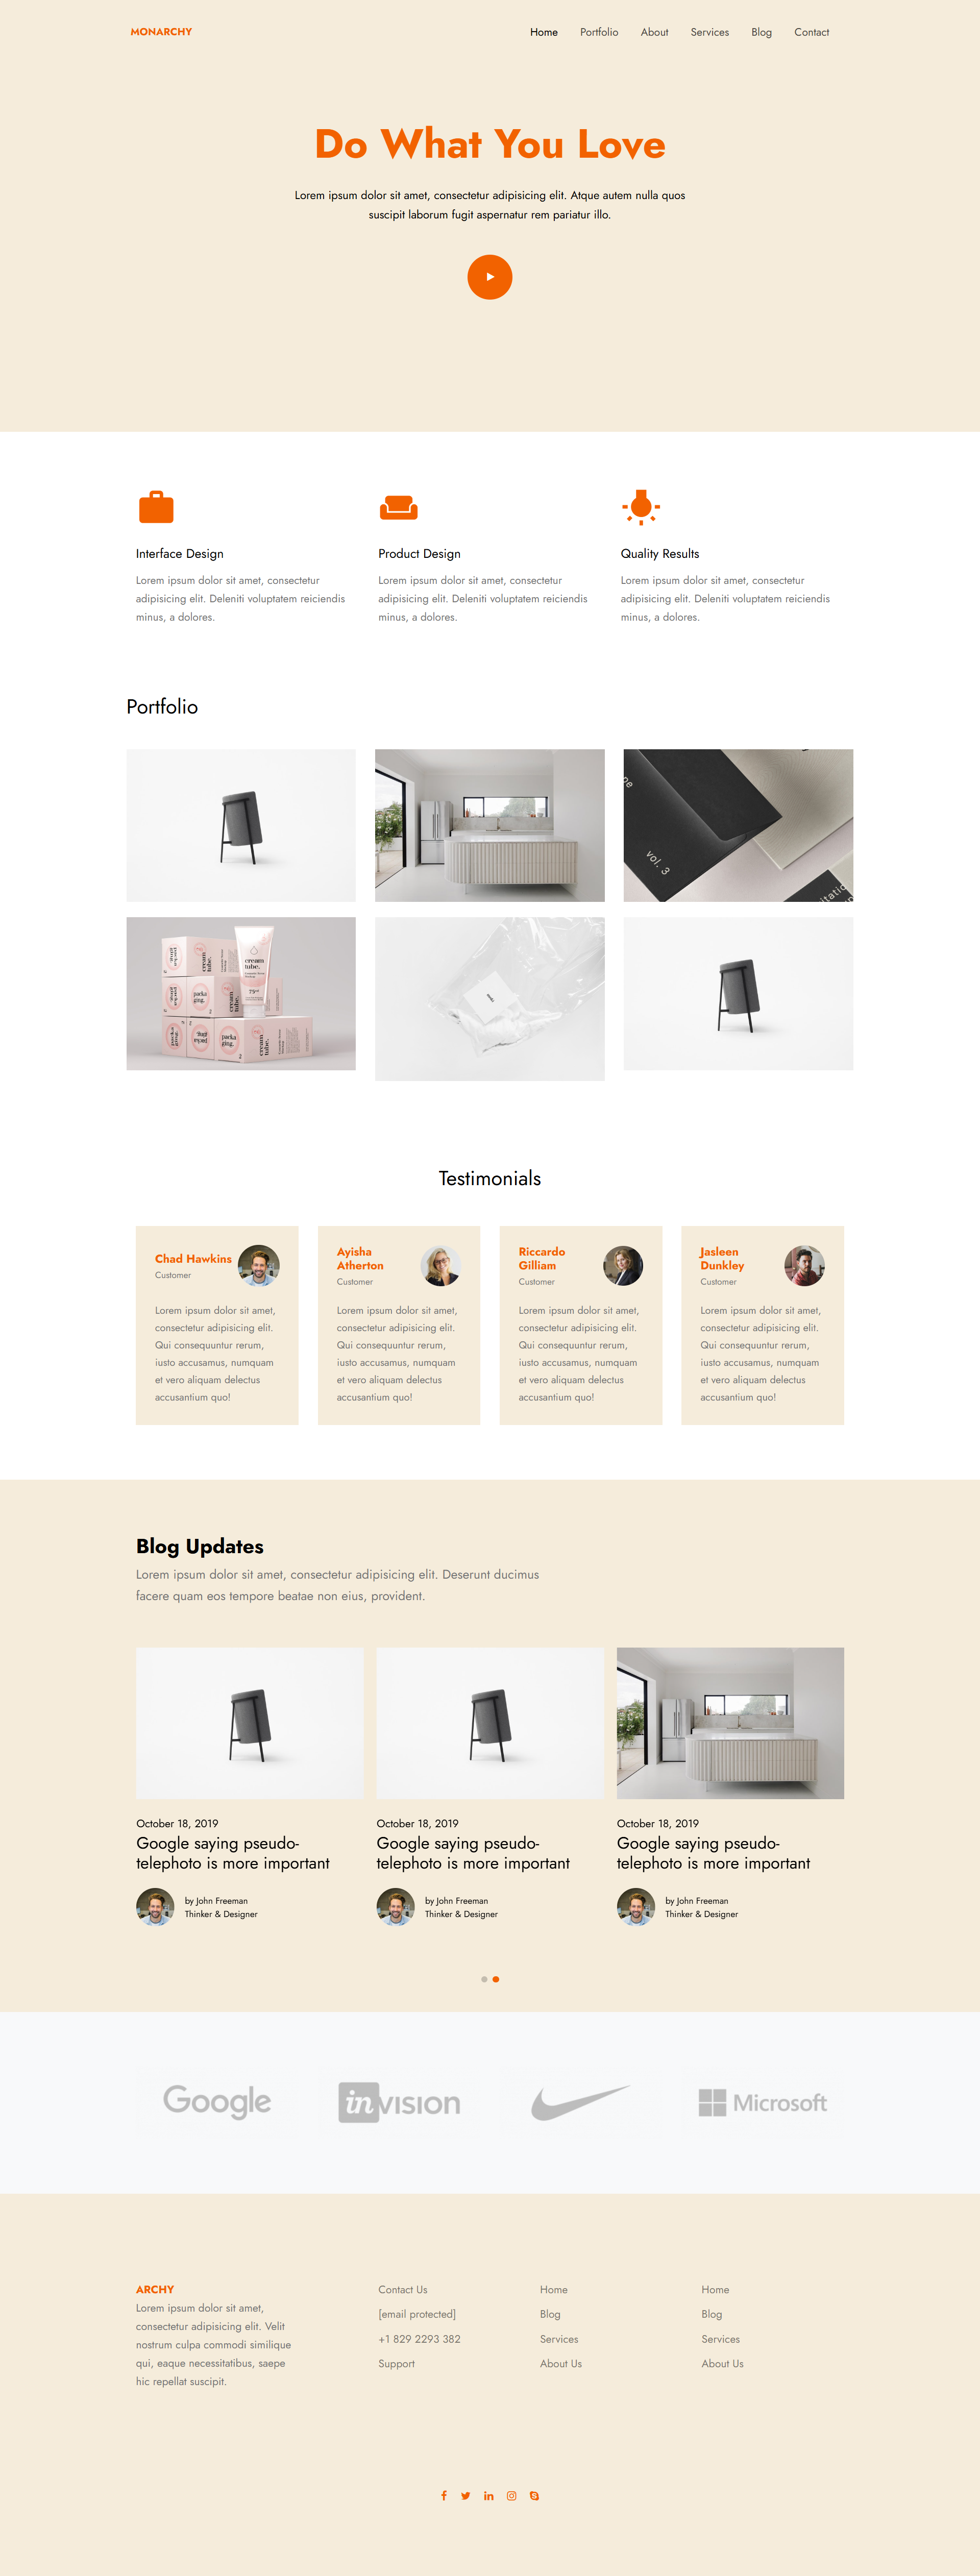 MONARCHY
Home Portfolio About Services Blog Contact
Do What You Love
Lorem ipsum dolor sit amet, consectetur adipisicing elit. Atque autem nulla quos
suscipit laborum fugit aspernatur rem pariatur illo.
Interface Design
Lorem ipsum dolor sit amet, consectetur
adipisicing elit. Deleniti voluptatem reiciendis
minus, a dolores.
Product Design
Lorem ipsum dolor sit amet, consectetur
adipisicing elit. Deleniti voluptatem reiciendis
minus, a dolores.
Quality Results
Lorem ipsum dolor sit amet, consectetur
adipisicing elit. Deleniti voluptatem reiciendis
minus, a dolores.
Portfolio
vol. 3
cream
tube.
75
packa
ging.
packa
ging.
cream
tube.
Testimonials
Chad Hawkins
Customer
Lorem ipsum dolor sit amet,
consectetur adipisicing elit.
Qui consequuntur rerum,
iusto accusamus, numquam
et vero aliquam delectus
accusantium quo!
Ayisha
Atherton
Customer
Lorem ipsum dolor sit amet,
consectetur adipisicing elit.
Qui consequuntur rerum,
iusto accusamus, numquam
et vero aliquam delectus
accusantium quo!
Riccardo
Gilliam
Customer
Lorem ipsum dolor sit amet,
consectetur adipisicing elit.
Qui consequuntur rerum,
iusto accusamus, numquam
et vero aliquam delectus
accusantium quo!
Jasleen
Dunkley
Customer
Lorem ipsum dolor sit amet,
consectetur adipisicing elit.
Qui consequuntur rerum,
iusto accusamus, numquam
et vero aliquam delectus
accusantium quo!
Blog Updates
Lorem ipsum dolor sit amet, consectetur adipisicing elit. Deserunt ducimus
facere quam eos tempore beatae non eius, provident.
October 18, 2019
Google saying pseudo-
telephoto is more important
by John Freeman
Thinker & Designer
October 18, 2019
Google saying pseudo-
telephoto is more important
by John Freeman
Thinker & Designer
October 18, 2019
Google saying pseudo-
telephoto is more important
by John Freeman
Thinker & Designer
Google
invision
Microsoft
ARCHY
Lorem ipsum dolor sit amet,
consectetur adipisicing elit. Velit
nostrum culpa commodi similique
qui, eaque necessitatibus, saepe
hic repellat suscipit.
Contact Us
[email protected]
+1 829 2293 382
Support
Home
Blog
Services
About Us
Home
Blog
Services
About Us